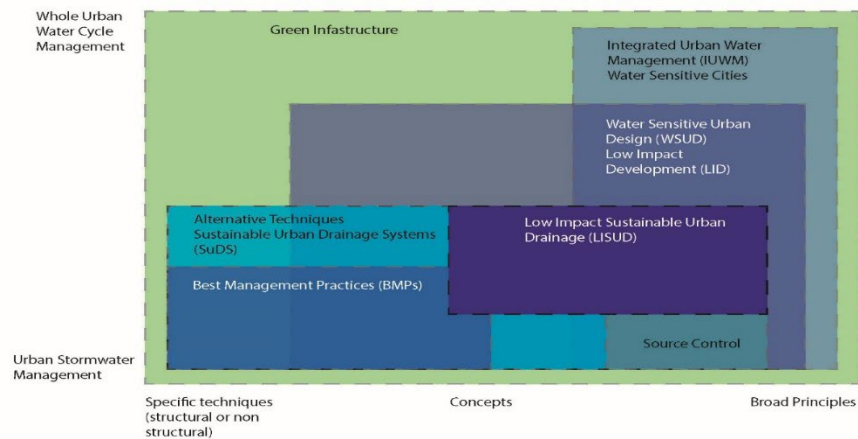 Whole Urban
Water Cycle
Management
Green Infastructure
Integrated Urban Water
Management (IUWM)
Water Sensitive Cities
Water Sensitive Urban
Design (WSUD)
Low Impact
Development (LID)
Alternative Techniques
Sustainable Urban Drainage Systems
(SuDS)
Low Impact Sustainable Urban
Drainage (LISUD)
Best Management Practices (BMPs)
Source Control
Urban Stormwater
Management
Specific techniques
(structural or non
structural)
Concepts
Broad Principles